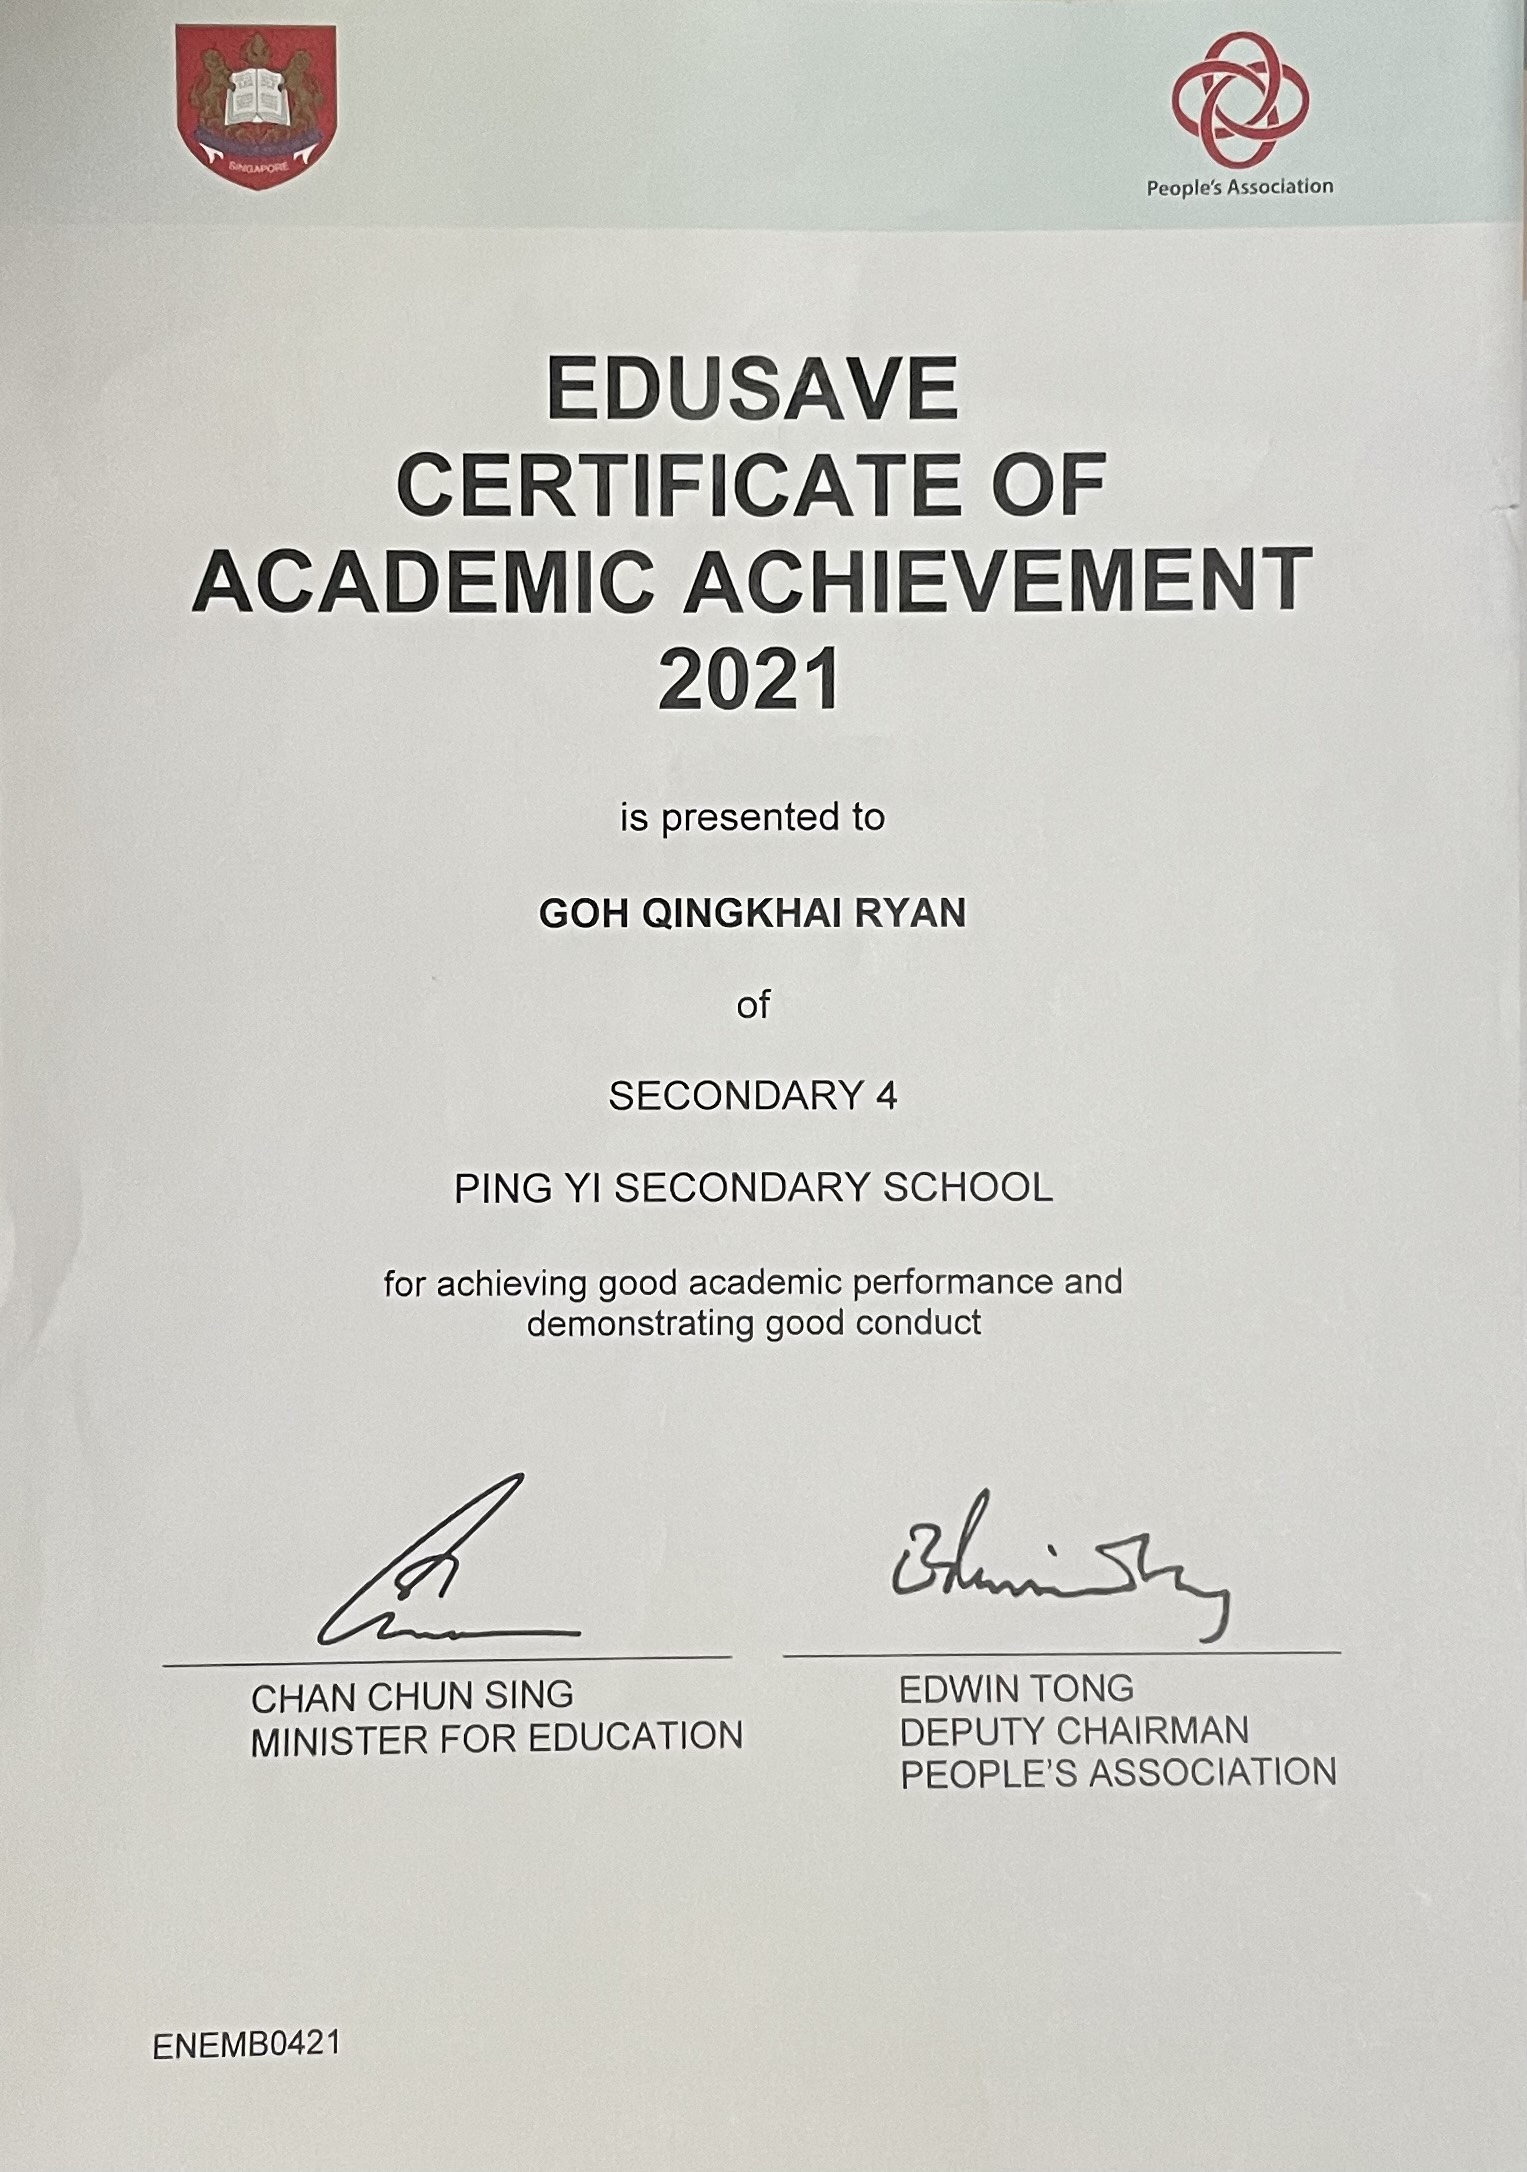 SINGAPORE
People's Association
EDUSAVE
CERTIFICATE OF
ACADEMIC ACHIEVEMENT
2021
is presented to
GOH QINGKHAI RYAN
of
SECONDARY 4
PING YI SECONDARY SCHOOL
for achieving good academic performance and
demonstrating good conduct
CHAN CHUN SING
MINISTER FOR EDUCATION
EDWIN TONG
DEPUTY CHAIRMAN
PEOPLE'S ASSOCIATION
ENEMB0421